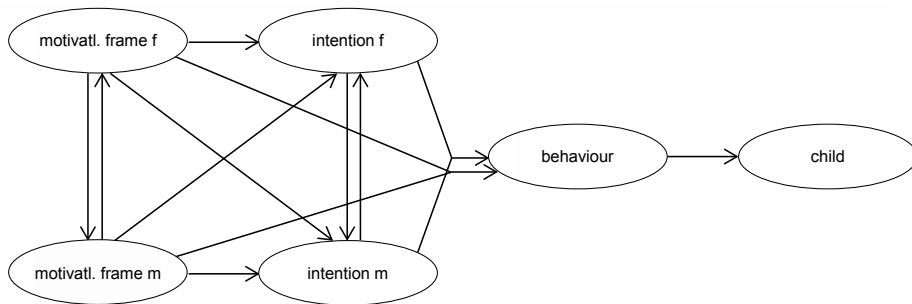 motivatl. frame f
intention f
behaviour
child
motivatl. frame m
intention m